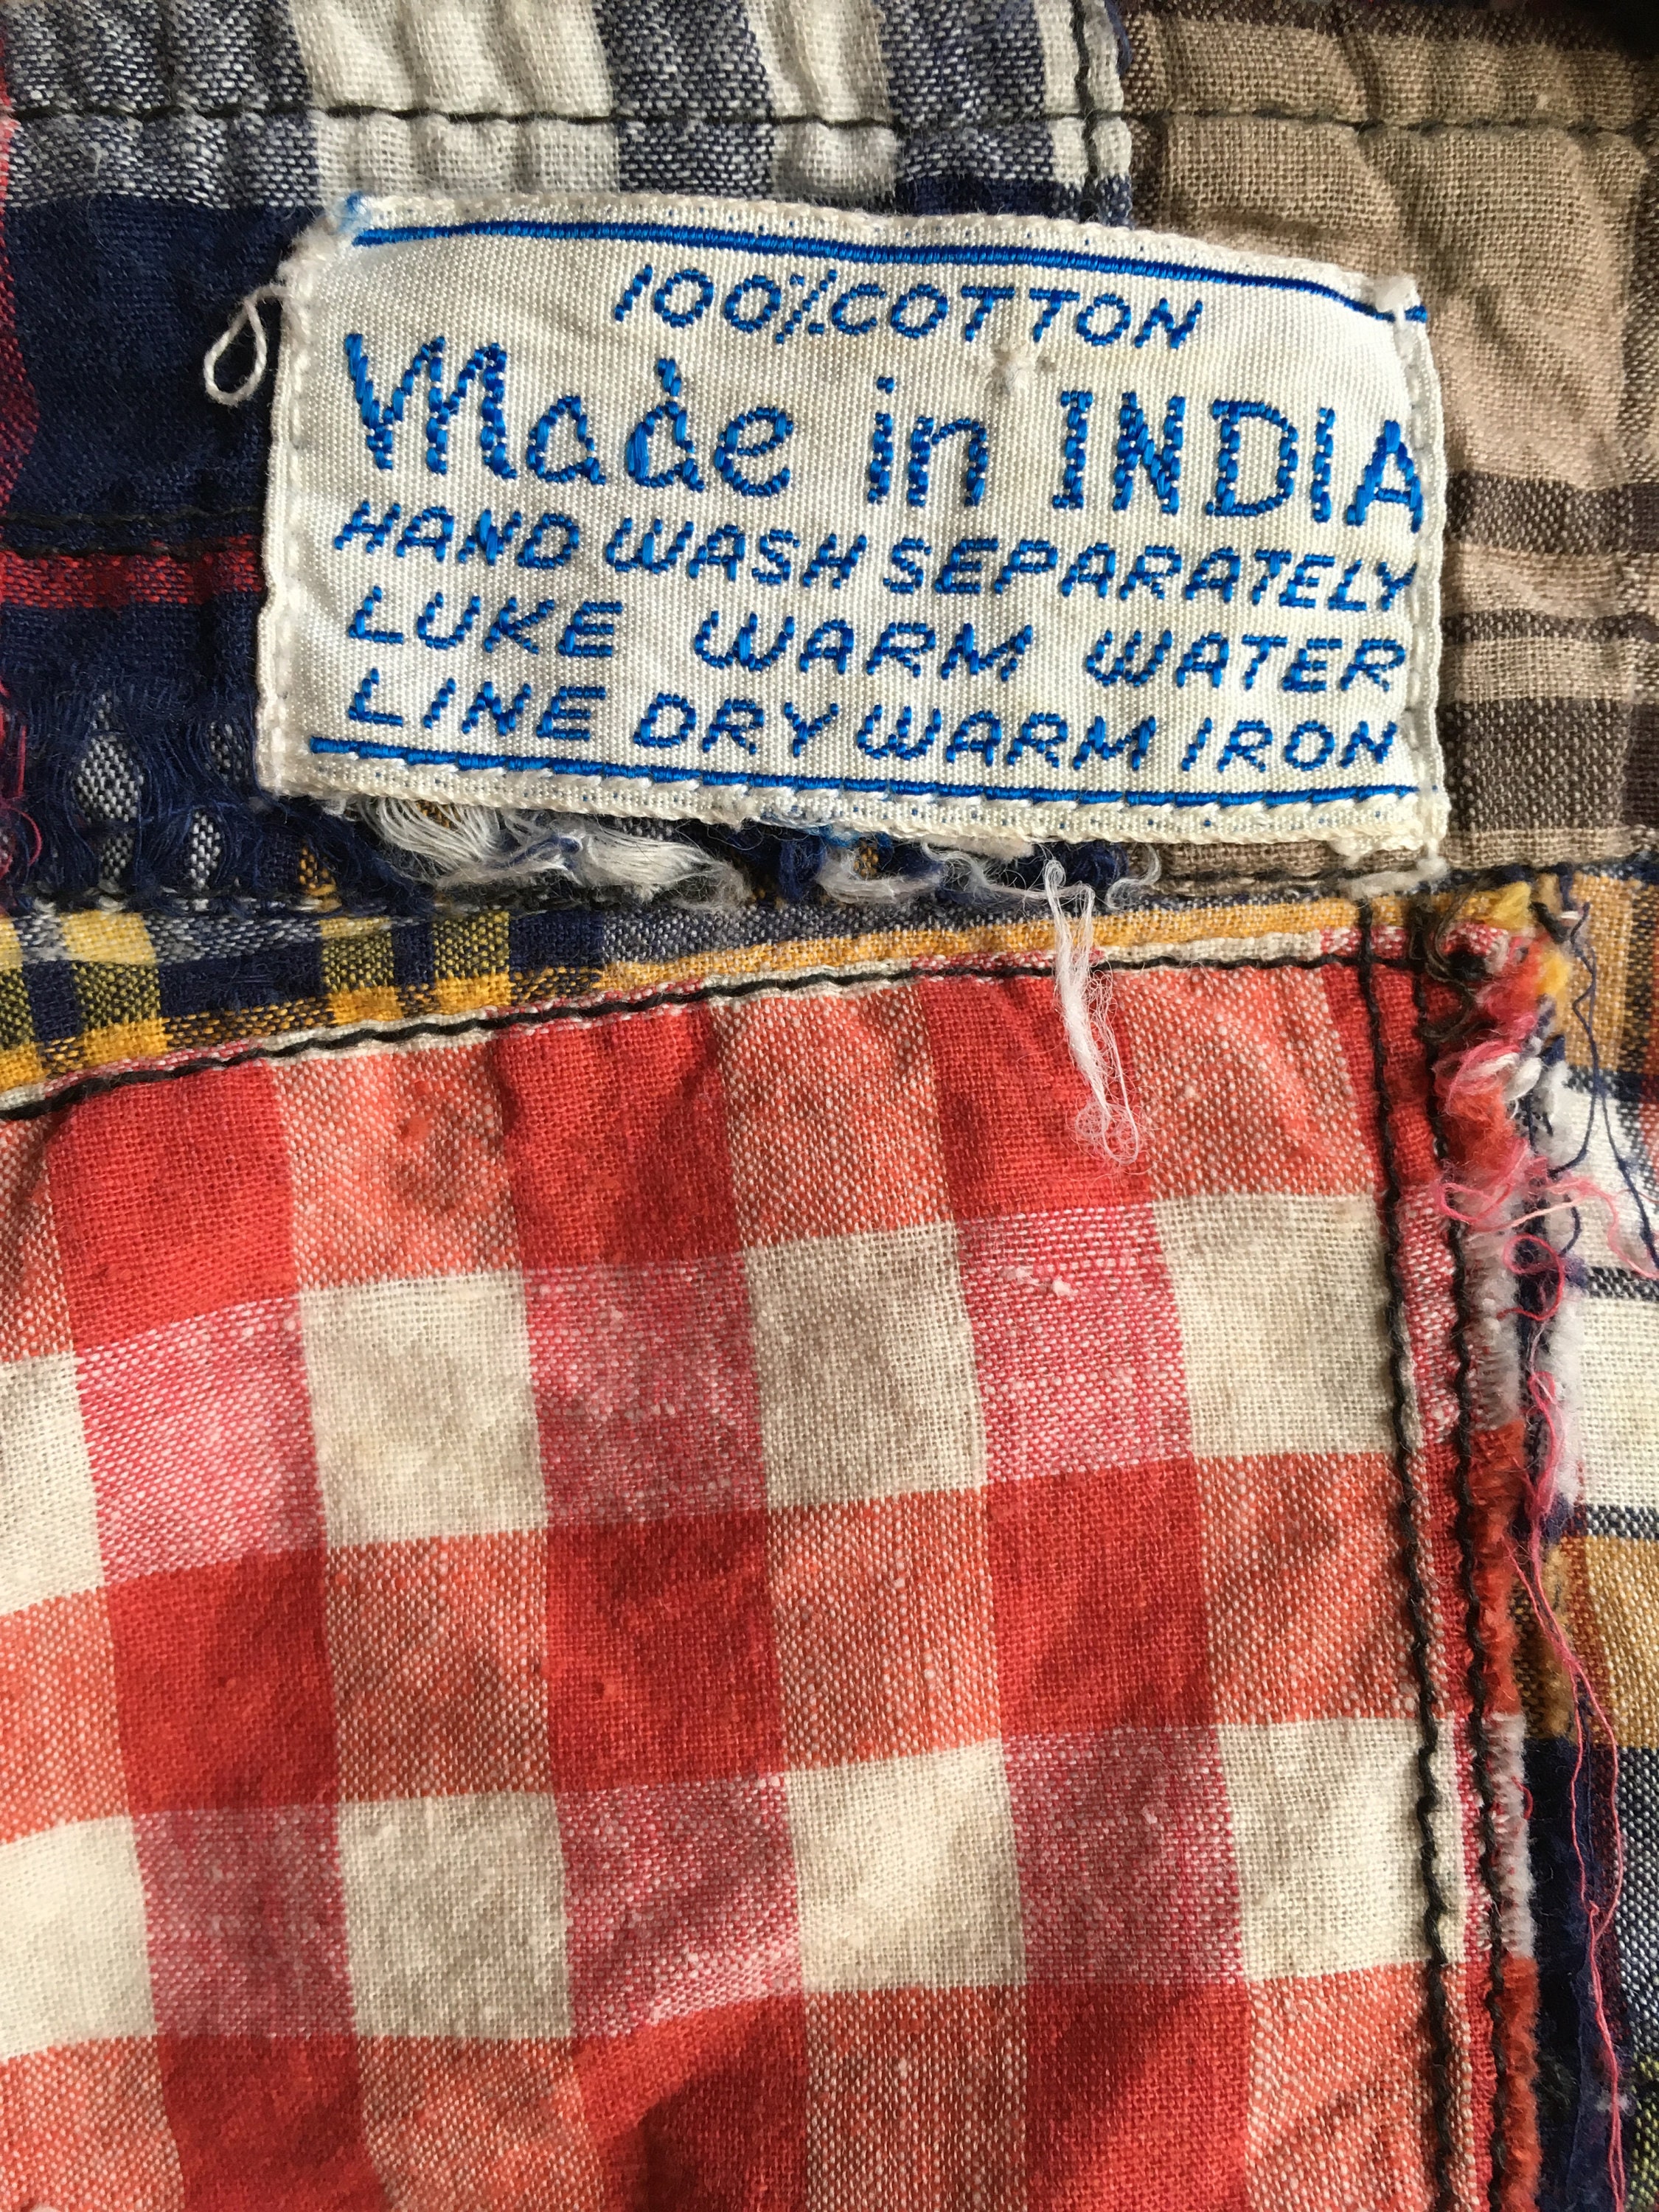 100% COTTON
Made in INDIA
HAND WASH SEPARATELY
LUKE WARM WATER
LINE DRY WARM IRON